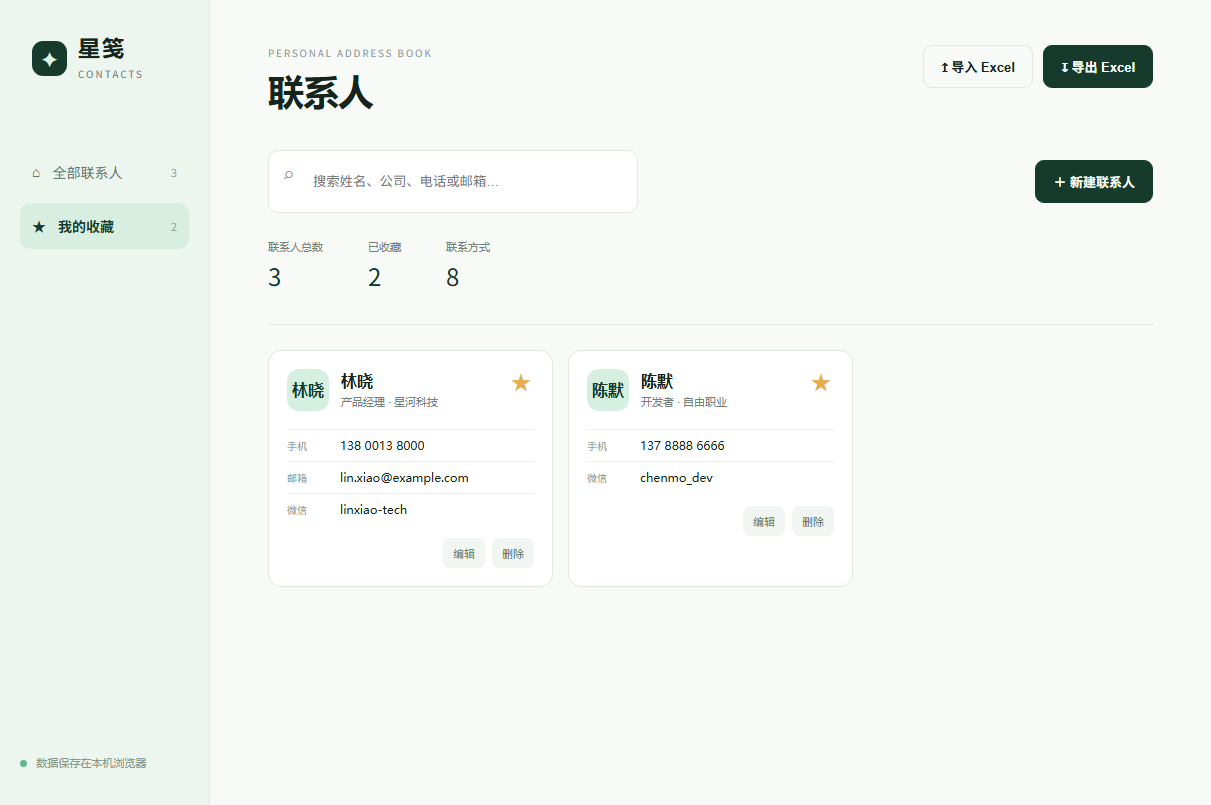 ✦ 星笺
CONTACTS
⌂ 全部联系人 3
★ 我的收藏 2
数据保存在本机浏览器
PERSONAL ADDRESS BOOK
联系人
↥ 导入 Excel
↧ 导出 Excel
⌕ 搜索姓名、公司、电话或邮箱…
＋ 新建联系人
联系人总数 已收藏 联系方式
3 2 8
林晓 林晓 ★
产品经理 · 星河科技
手机 138 0013 8000
邮箱 lin.xiao@example.com
微信 linxiao-tech
编辑 删除
陈默 陈默 ★
开发者 · 自由职业
手机 137 8888 6666
微信 chenmo_dev
编辑 删除